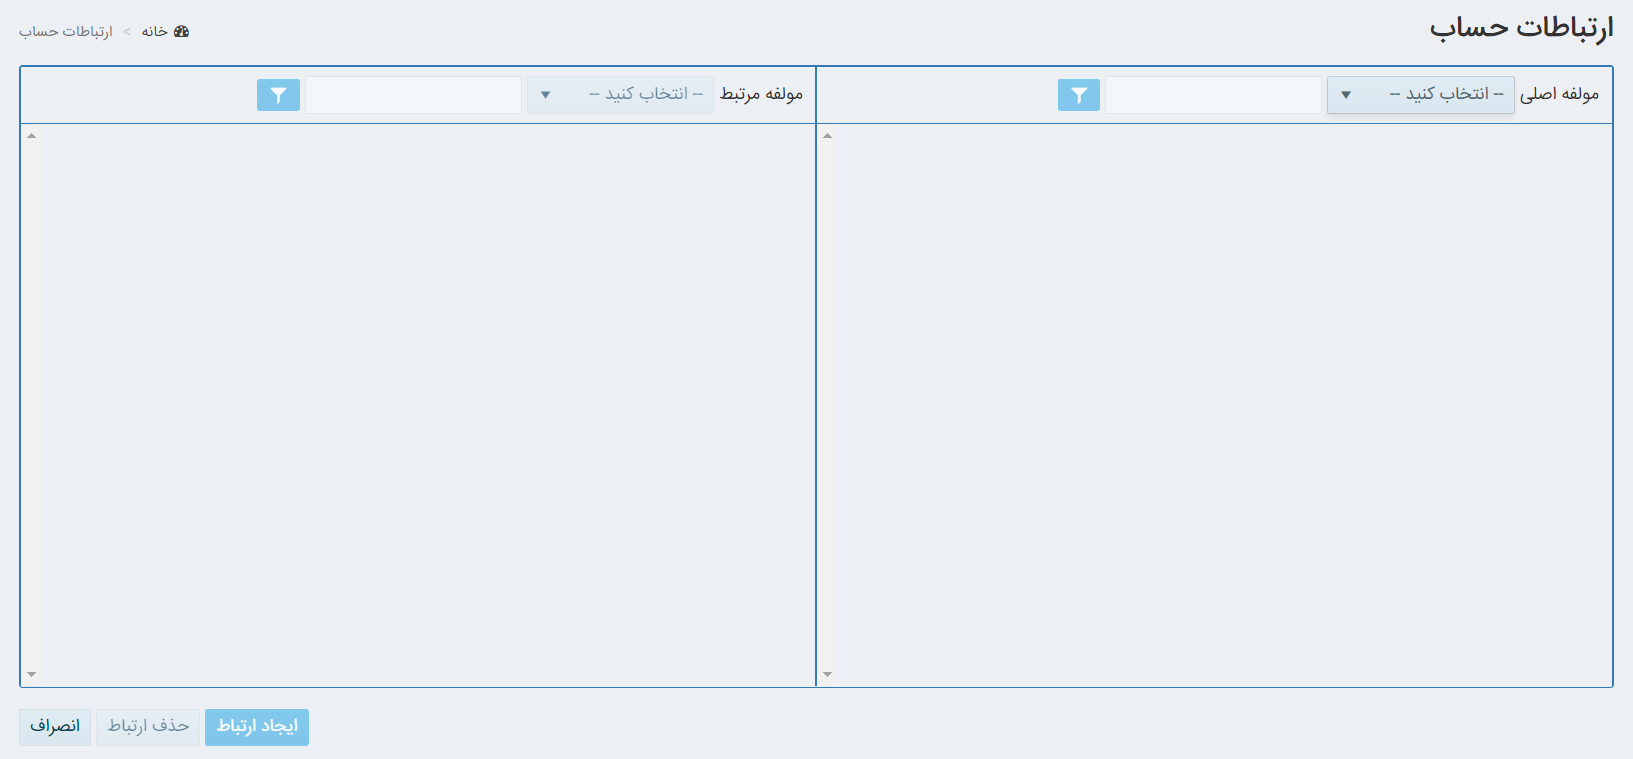 ارتباطات حساب
خانه > ارتباطات حساب
مولفه اصلی -- انتخاب کنید --
مولفه مرتبط -- انتخاب کنید --
ایجاد ارتباط حذف ارتباط انصراف